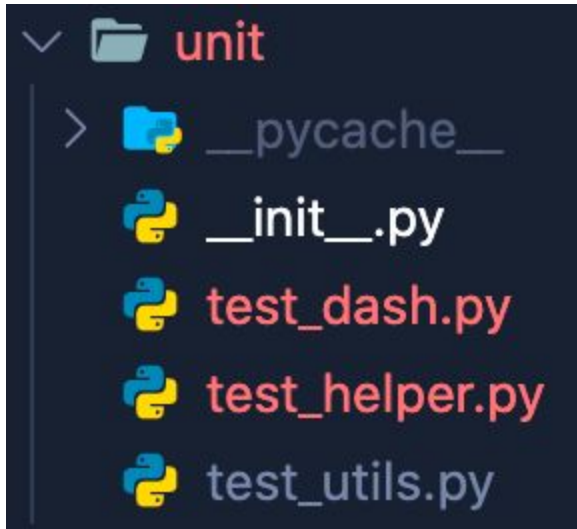 unit
__pycache__
__init__.py
test_dash.py
test_helper.py
test_utils.py